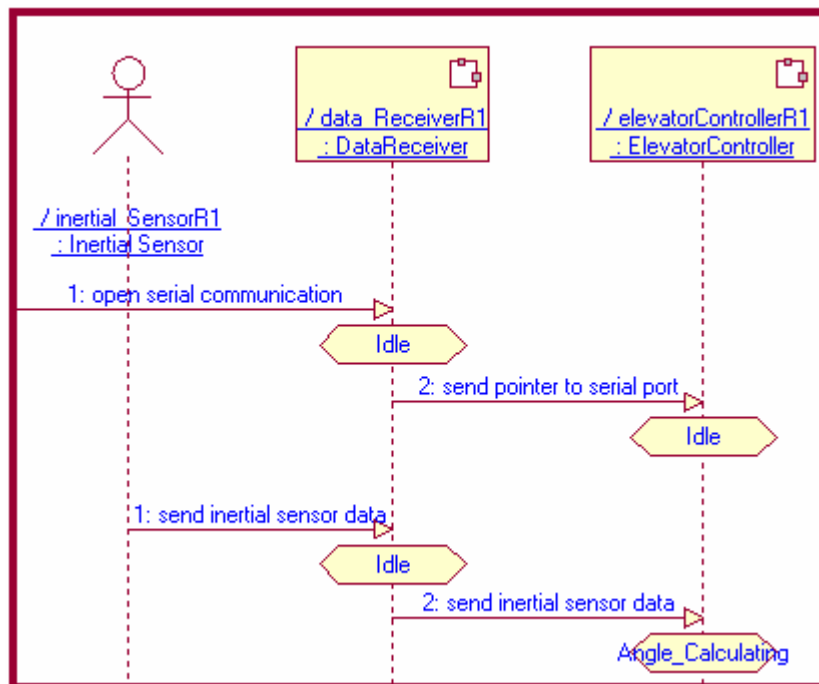 / data_ReceiverR1
: DataReceiver
/ elevatorControllerR1
: ElevatorController
/ inertial_SensorR1
: Inertial Sensor
1: open serial communication
Idle
2: send pointer to serial port
Idle
1: send inertial sensor data
Idle
2: send inertial sensor data
Angle_Calculating